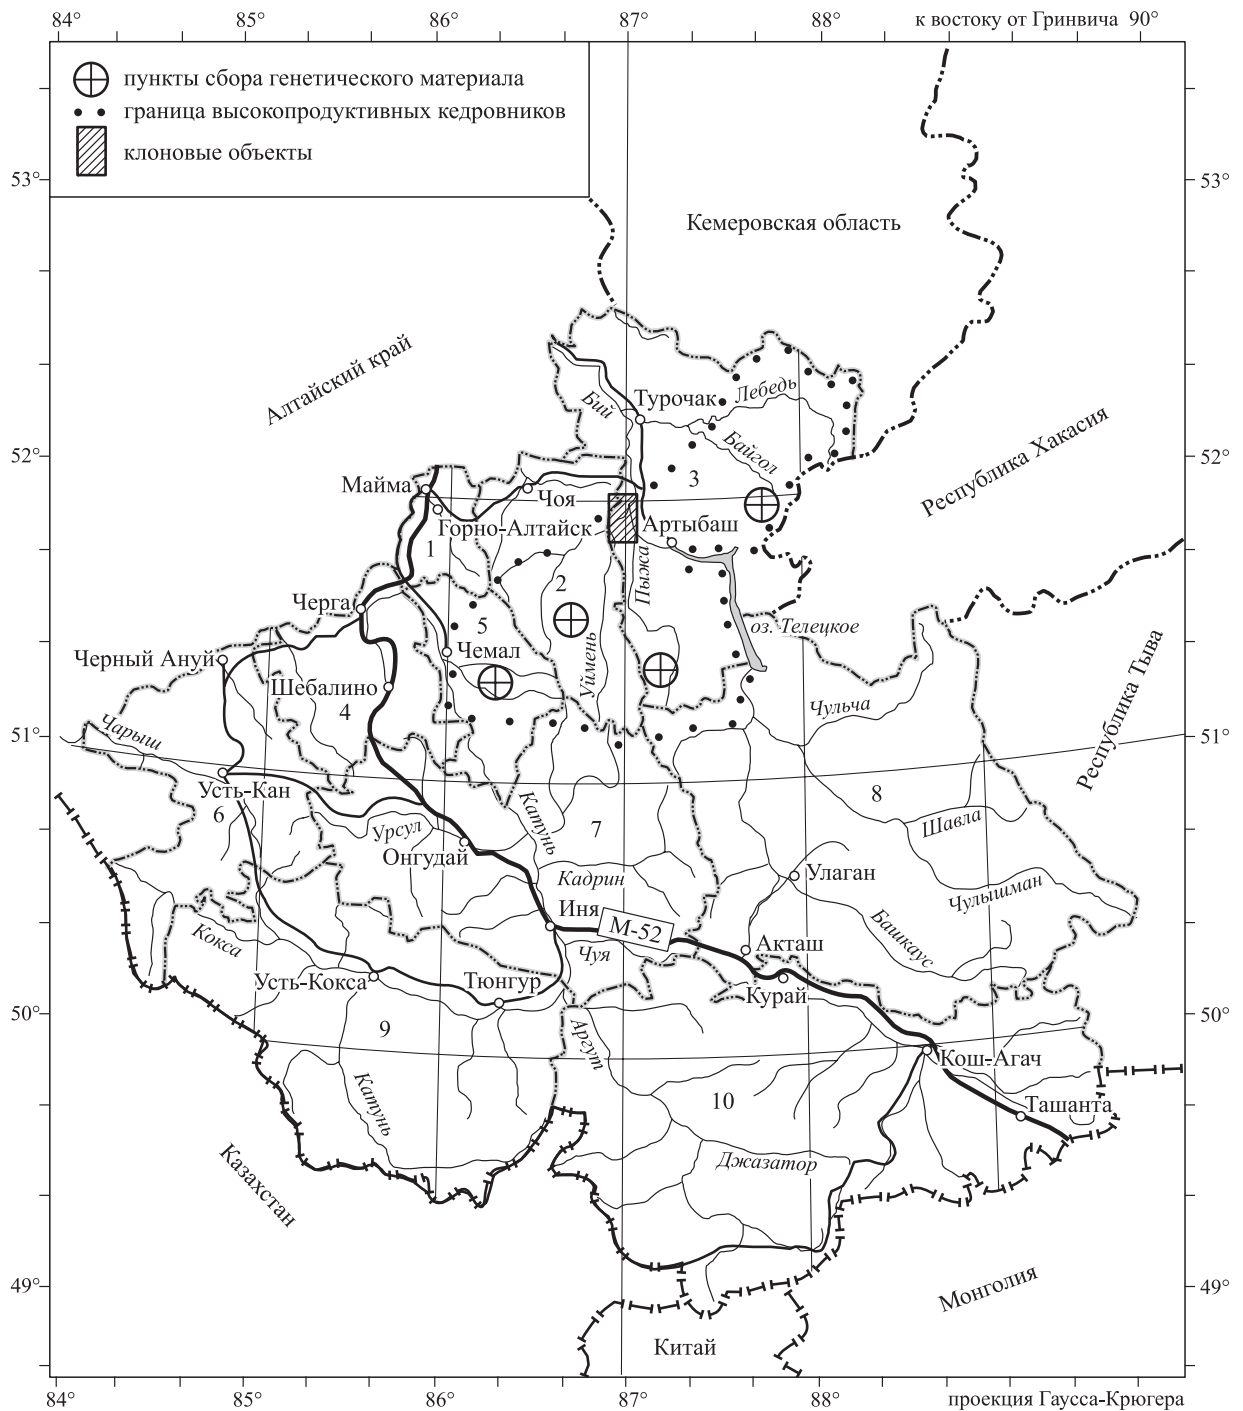 84°
85°
86°
87°
88°
к востоку от Гринвича 90°
пункты сбора генетического материала
граница высокопродуктивных кедровников
клоновые объекты
53°
53°
Кемеровская область
Алтайский край
Турочак
Лебедь
Бий
Байгол
52°
52°
Республика Хакасия
Майма
Чоя
3
Горно-Алтайск
Артыбаш
1
2
Пыжа
Черга
5
оз. Телецкое
Чемал
Уймень
Черный Ануй
Шебалино
4
Чульча
Республика Тыва
Чарыш
51°
51°
Усть-Кан
6
Катунь
7
8
Шавла
Урсул
Онгудай
Кадрин
Улаган
Чулышман
Иня
М-52
Башкаус
Кокса
Чуя
Акташ
Усть-Кокса
Тюнгур
Курай
50°
50°
9
Аргут
Кош-Агач
Катунь
10
Ташанта
Джазатор
Казахстан
49°
49°
Монголия
Китай
84°
85°
86°
87°
88°
проекция Гаусса-Крюгера